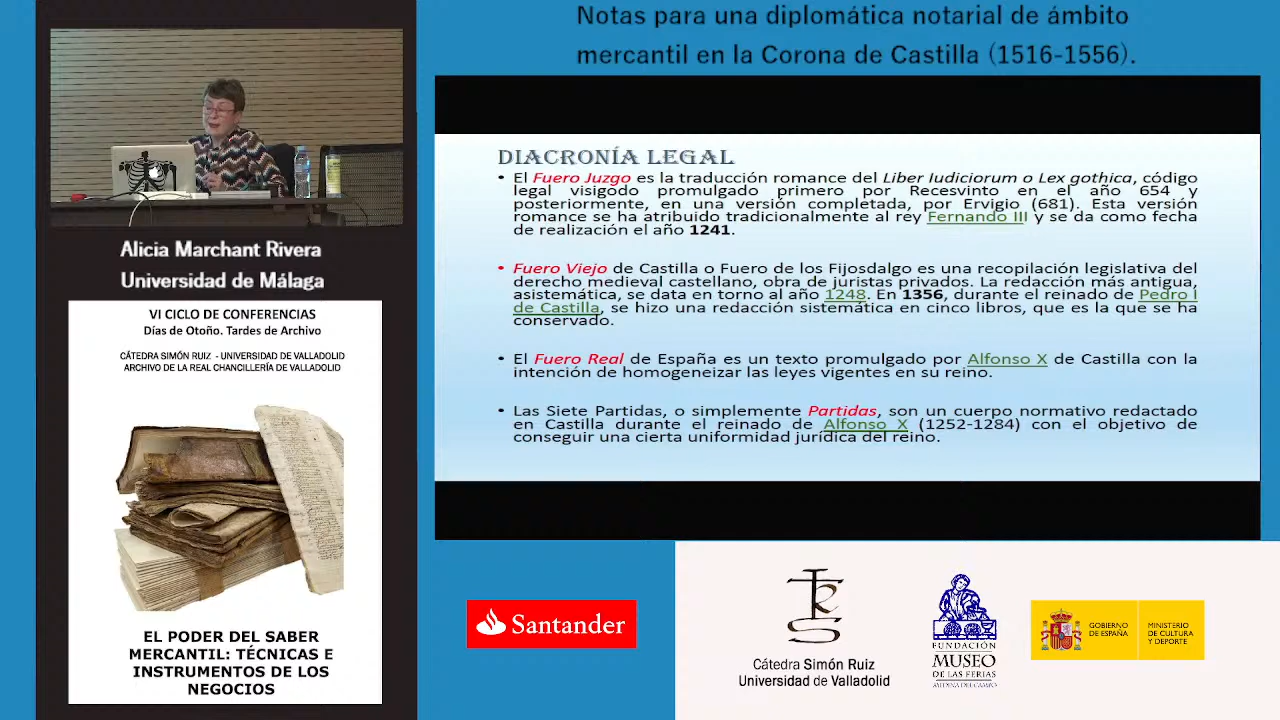 Notas para una diplomática notarial de ámbito
mercantil en la Corona de Castilla (1516-1556).
Alicia Marchant Rivera
Universidad de Málaga
VI CICLO DE CONFERENCIAS
Días de Otoño. Tardes de Archivo
CÁTEDRA SIMÓN RUIZ - UNIVERSIDAD DE VALLADOLID
ARCHIVO DE LA REAL CHANCILLERÍA DE VALLADOLID
EL PODER DEL SABER
MERCANTIL: TÉCNICAS E
INSTRUMENTOS DE LOS
NEGOCIOS
DIACRONÍA LEGAL
• El Fuero Juzgo es la traducción romance del Liber Iudiciorum o Lex gothica, código
legal visigodo promulgado primero por Recesvinto en el año 654 y
posteriormente, en una versión completada, por Ervigio (681). Esta versión
romance se ha atribuido tradicionalmente al rey Fernando III y se da como fecha
de realización el año 1241.
• Fuero Viejo de Castilla o Fuero de los Fijosdalgo es una recopilación legislativa del
derecho medieval castellano, obra de juristas privados. La redacción más antigua,
asistemática, se data en torno al año 1248. En 1356, durante el reinado de Pedro I
de Castilla, se hizo una redacción sistemática en cinco libros, que es la que se ha
conservado.
• El Fuero Real de España es un texto promulgado por Alfonso X de Castilla con la
intención de homogeneizar las leyes vigentes en su reino.
• Las Siete Partidas, o simplemente Partidas, son un cuerpo normativo redactado
en Castilla durante el reinado de Alfonso X (1252-1284) con el objetivo de
conseguir una cierta uniformidad jurídica del reino.
Santander
Cátedra Simón Ruiz
Universidad de Valladolid
FUNDACIÓN
MUSEO
DE LAS FERIAS
MEDINA DEL CAMPO
GOBIERNO
DE ESPAÑA
MINISTERIO
DE CULTURA
Y DEPORTE